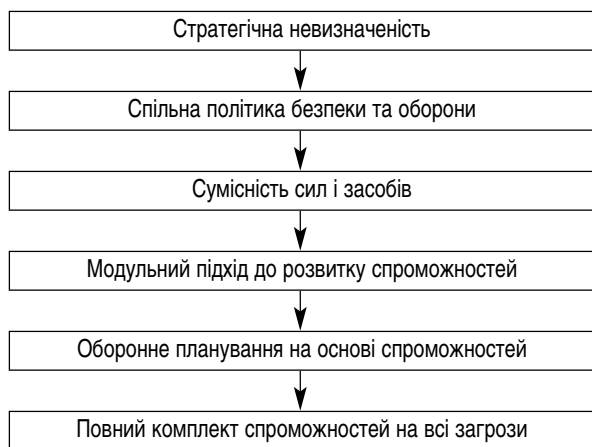 Стратегічна невизначеність
Спільна політика безпеки та оборони
Сумісність сил і засобів
Модульний підхід до розвитку спроможностей
Оборонне планування на основі спроможностей
Повний комплект спроможностей на всі загрози